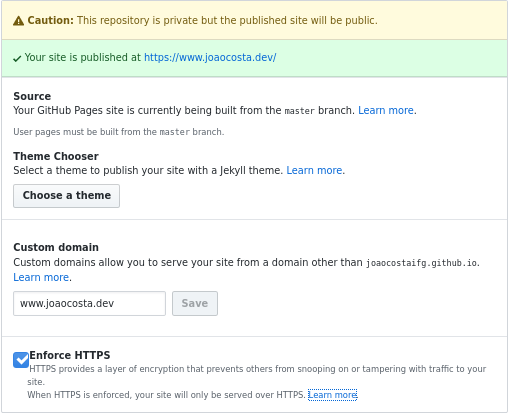 Caution: This repository is private but the published site will be public.
Your site is published at https://www.joaocosta.dev/
Source
Your GitHub Pages site is currently being built from the master branch. Learn more.
User pages must be built from the master branch.
Theme Chooser
Select a theme to publish your site with a Jekyll theme. Learn more.
Choose a theme
Custom domain
Custom domains allow you to serve your site from a domain other than joaocostaifg.github.io.
Learn more.
www.joaocosta.dev Save
Enforce HTTPS
HTTPS provides a layer of encryption that prevents others from snooping on or tampering with traffic to your
site.
When HTTPS is enforced, your site will only be served over HTTPS. Learn more.